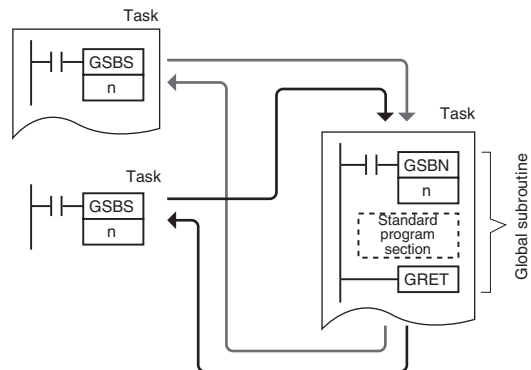 Task
GSBS
n
Task
GSBS
n
Task
GSBN
n
Standard
program
section
GRET
Global subroutine